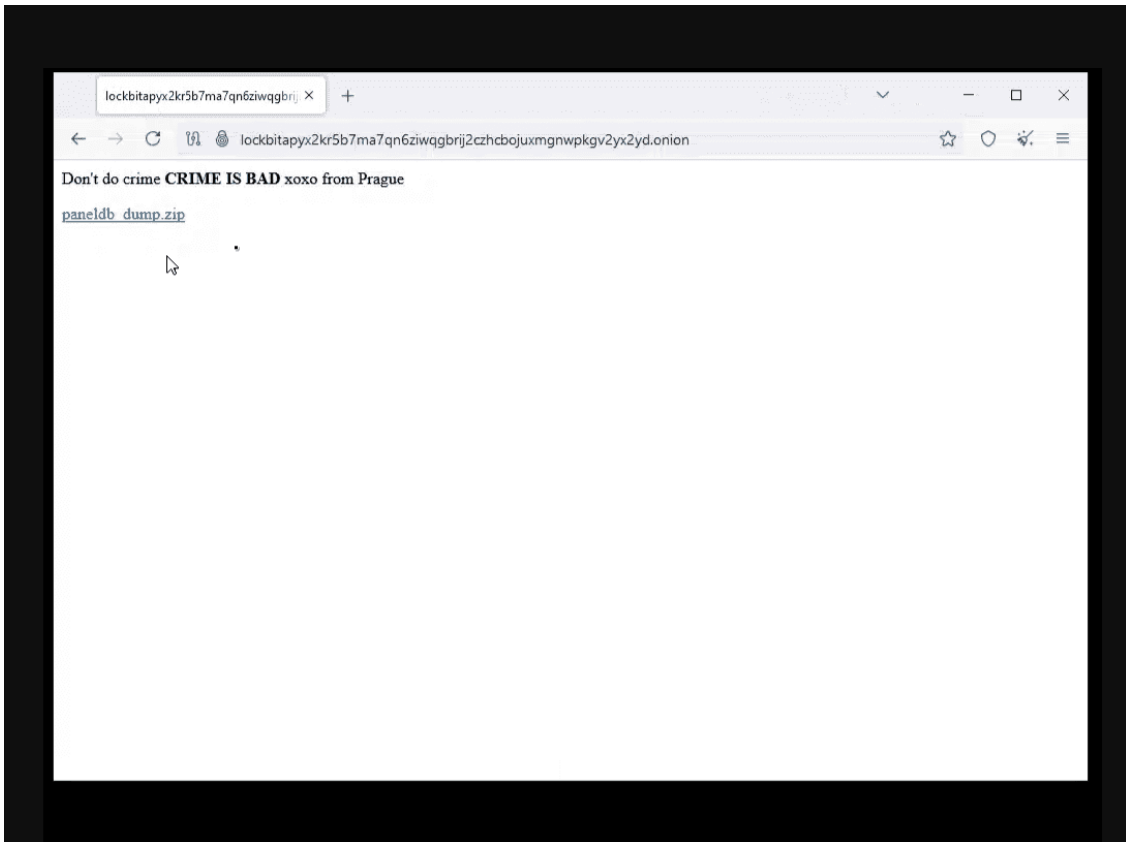 lockbitapyx2kr5b7ma7qn6ziwqgbrij
lockbitapyx2kr5b7ma7qn6ziwqgbrij2czhcbojuxmgnwpkgv2yx2yd.onion
Don't do crime CRIME IS BAD xoxo from Prague
paneldb_dump.zip